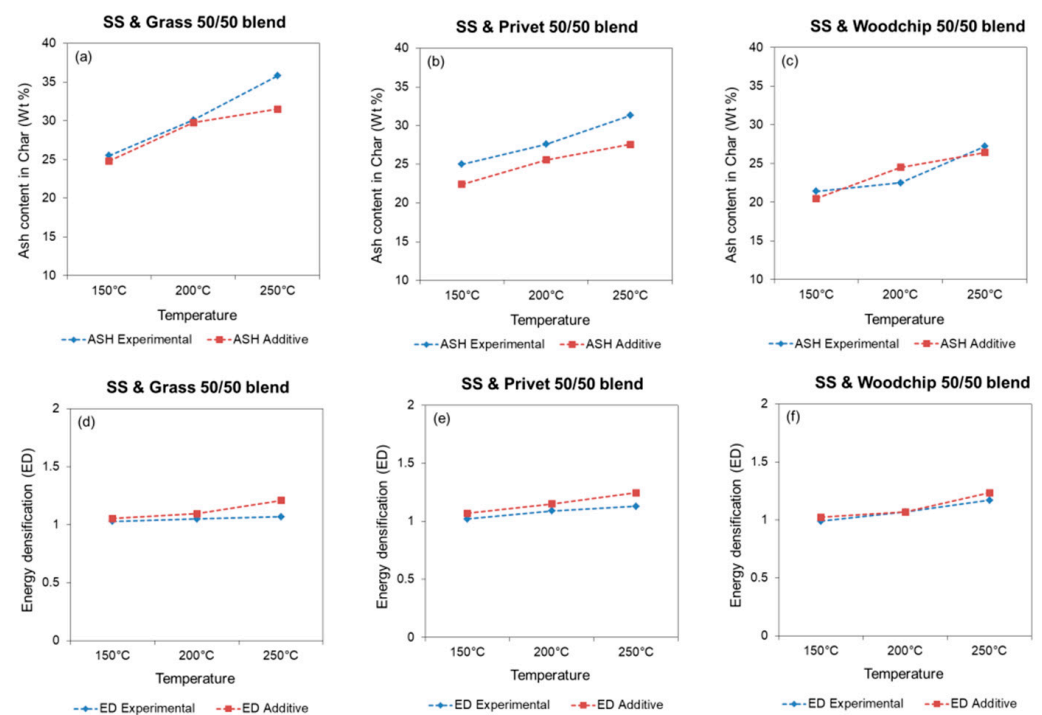 SS & Grass 50/50 blend
(a)
Ash content in Char (Wt %)
40
35
30
25
20
15
10
150°C 200°C 250°C
Temperature
ASH Experimental ASH Additive
SS & Privet 50/50 blend
(b)
Ash content in Char (Wt %)
40
35
30
25
20
15
10
150°C 200°C 250°C
Temperature
ASH Experimental ASH Additive
SS & Woodchip 50/50 blend
(c)
Ash content in Char (Wt %)
40
35
30
25
20
15
10
150°C 200°C 250°C
Temperature
ASH Experimental ASH Additive
SS & Grass 50/50 blend
(d)
Energy densification (ED)
2
1.5
1
0.5
0
150°C 200°C 250°C
Temperature
ED Experimental ED Additive
SS & Privet 50/50 blend
(e)
Energy densification (ED)
2
1.5
1
0.5
0
150°C 200°C 250°C
Temperature
ED Experimental ED Additive
SS & Woodchip 50/50 blend
(f)
Energy densification (ED)
2
1.5
1
0.5
0
150°C 200°C 250°C
Temperature
ED Experimental ED Additive